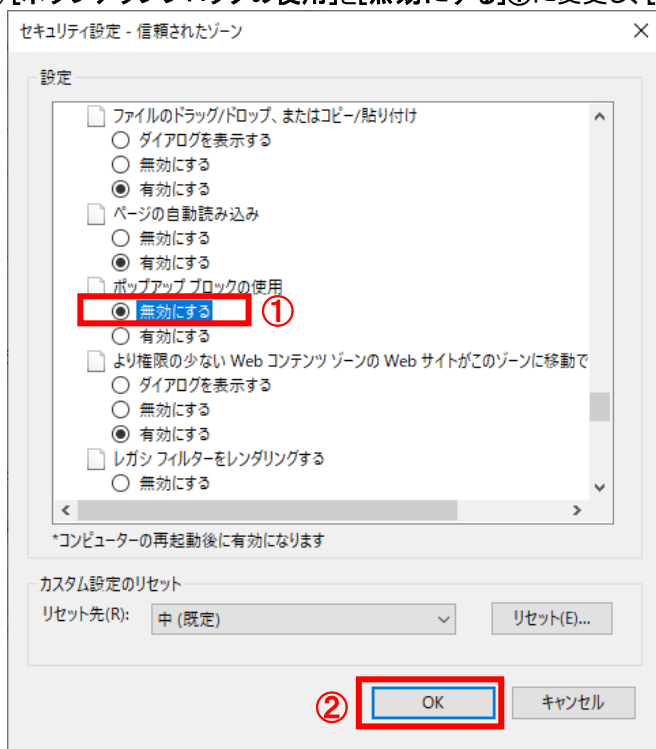 セキュリティ設定 - 信頼されたゾーン
設定
ファイルのドラッグ/ドロップ、またはコピー/貼り付け
ダイアログを表示する
無効にする
有効にする
ページの自動読み込み
無効にする
有効にする
ポップアップ ブロックの使用
無効にする ①
有効にする
より権限の少ない Web コンテンツ ゾーンの Web サイトがこのゾーンに移動で
ダイアログを表示する
無効にする
有効にする
レガシ フィルターをレンダリングする
無効にする
*コンピューターの再起動後に有効になります
カスタム設定のリセット
リセット先(R): 中 (既定) リセット(E)...
② OK キャンセル